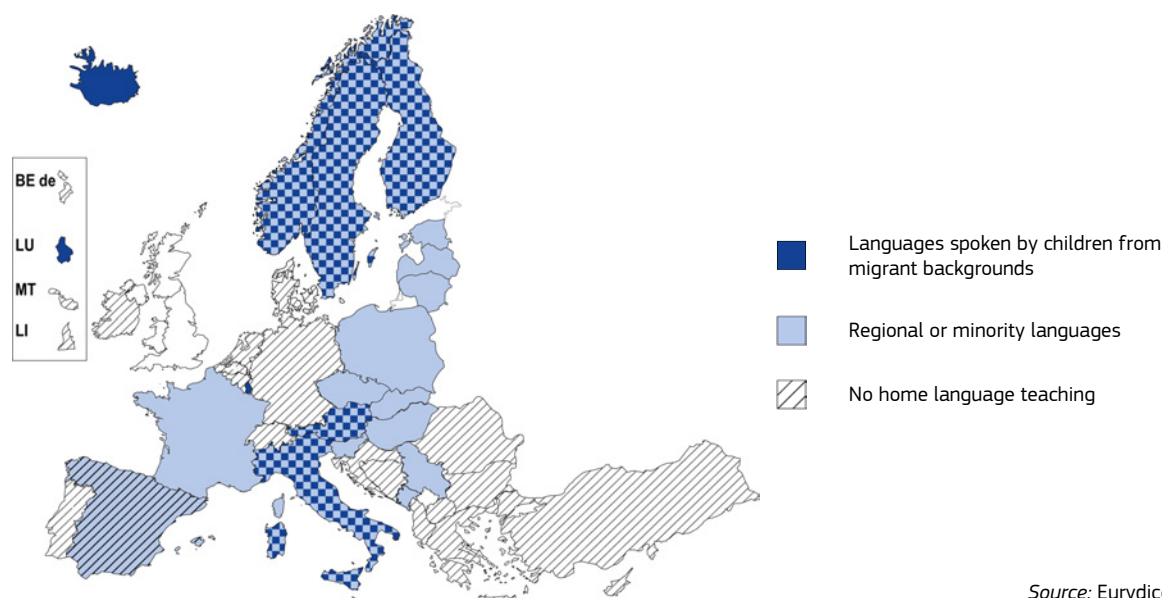 BE de
LU
MT
LI
Languages spoken by children from
migrant backgrounds
Regional or minority languages
No home language teaching
Source: Eurydice